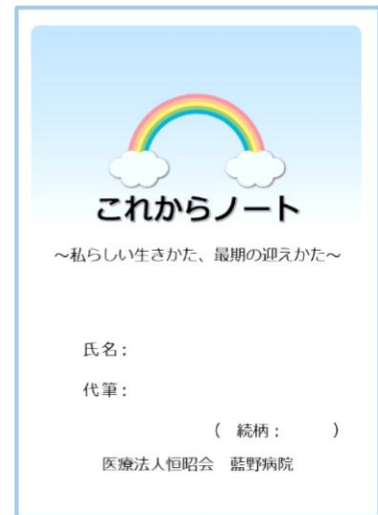 これからノート
～私らしい生きかた、最期の迎えかた～
氏名：
代筆：
（ 続柄：　　　）
医療法人恒昭会　藍野病院